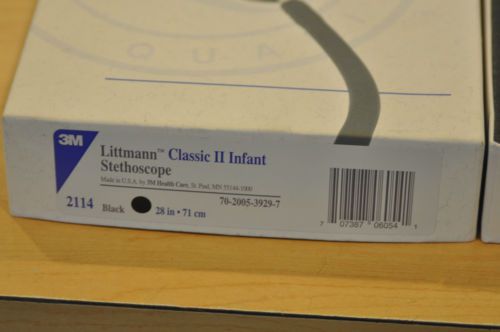 QUA
3M
Littmann™ Classic II Infant
Stethoscope
Made in U.S.A. by 3M Health Care, St. Paul, MN 55144-1000
2114 Black 28 in • 71 cm 70-2005-3929-7
7 07387 06054 1